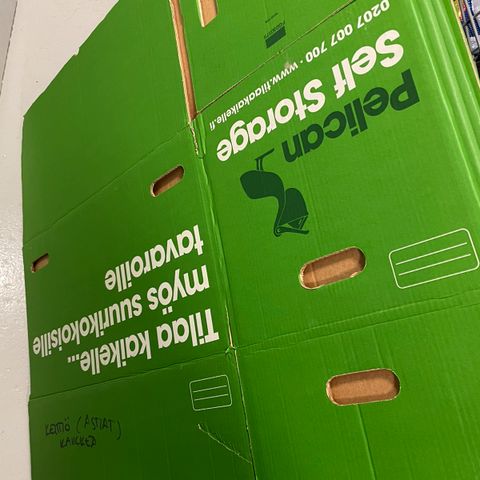 Pelican
Self Storage
0207 007 700 · www.tilaakaikelle.fi
Tilaa kaikelle...
myös suurikokoisille
tavaroille
KEITTIÖ (ASTIAT)